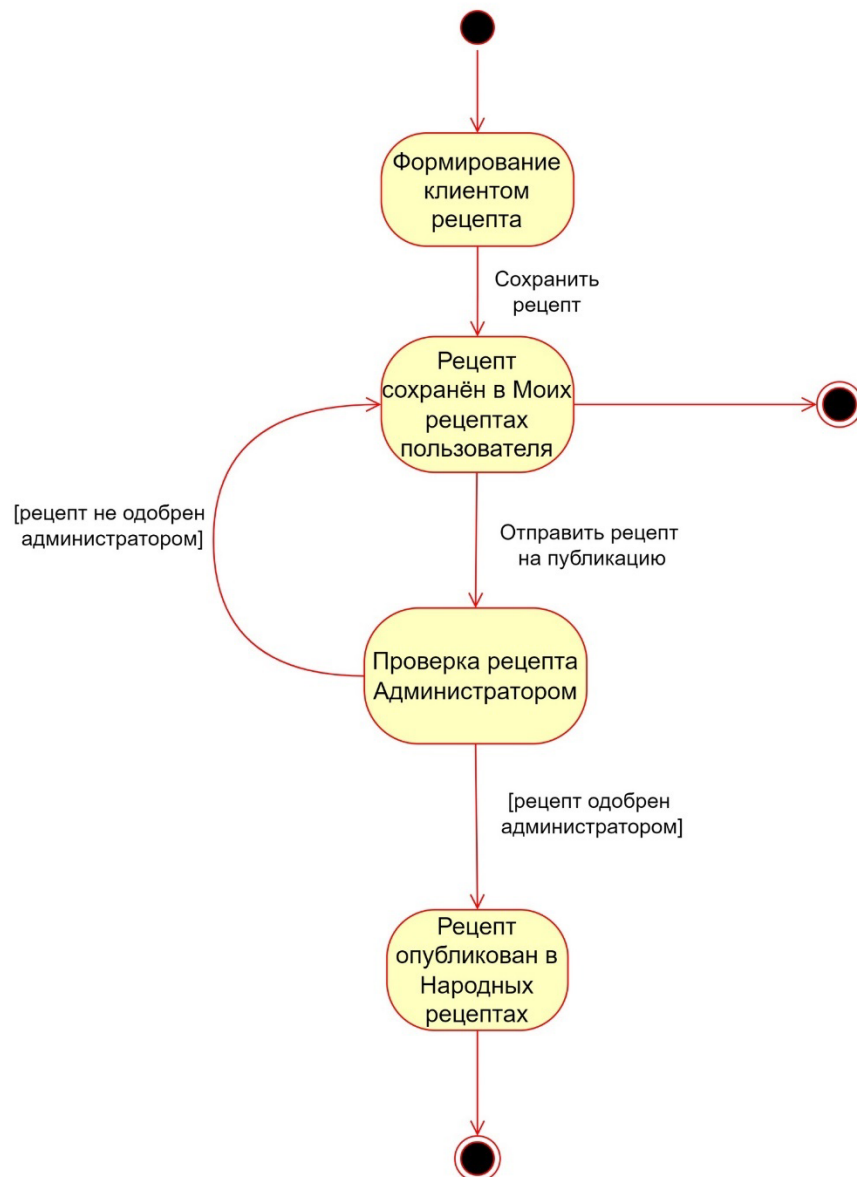 Формирование
клиентом
рецепта
Сохранить
рецепт
Рецепт
сохранён в Моих
рецептах
пользователя
[рецепт не одобрен
администратором]
Отправить рецепт
на публикацию
Проверка рецепта
Администратором
[рецепт одобрен
администратором]
Рецепт
опубликован в
Народных
рецептах